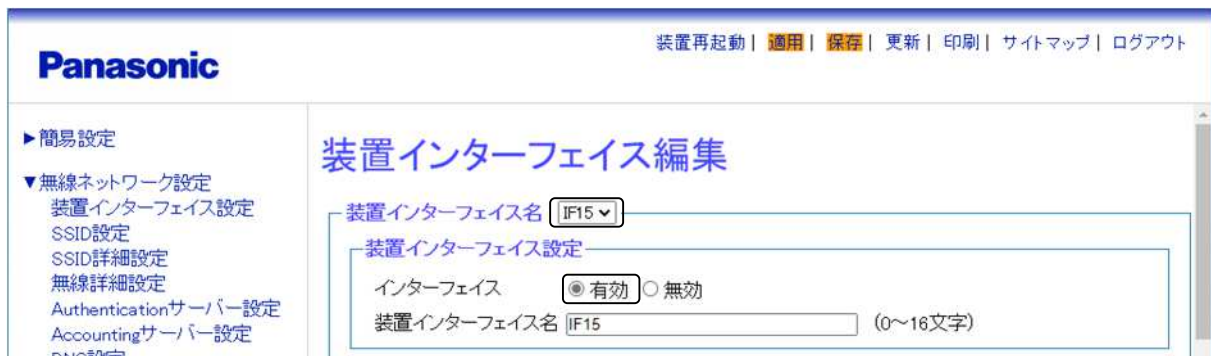 装置再起動| 適用| 保存| 更新| 印刷| サイトマップ| ログアウト
Panasonic
►簡易設定
▼無線ネットワーク設定
装置インターフェイス設定
SSID設定
SSID詳細設定
無線詳細設定
Authenticationサーバー設定
Accountingサーバー設定
装置インターフェイス編集
装置インターフェイス名 IF15
装置インターフェイス設定
インターフェイス 有効 無効
装置インターフェイス名 IF15 (0〜16文字)